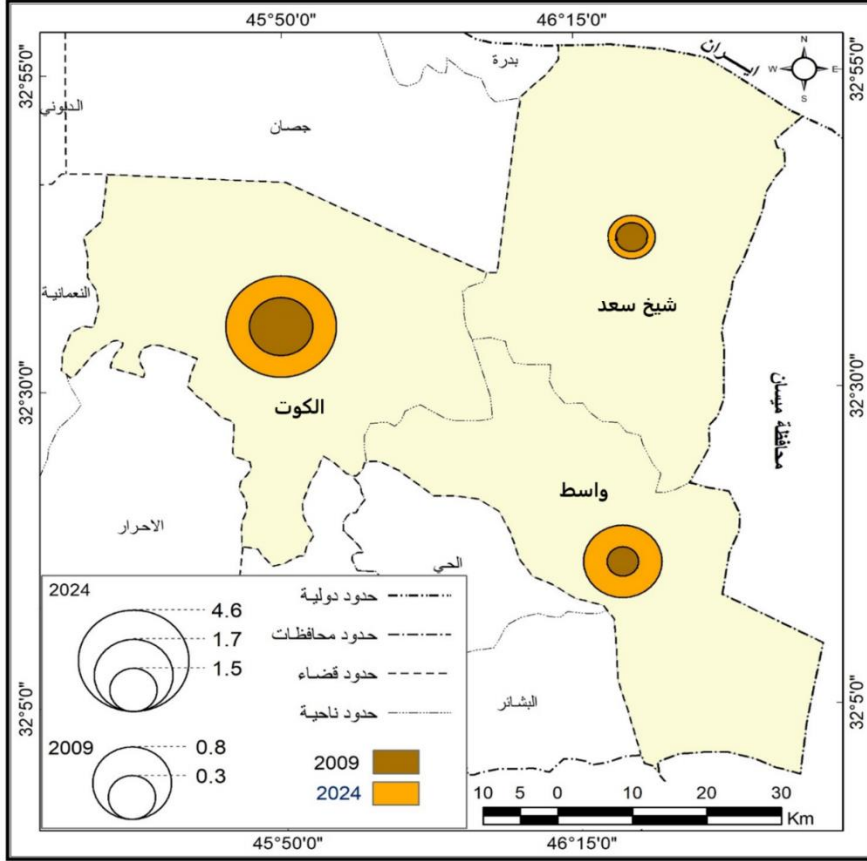 45°50'0"
46°15'0"
ايـــران
N
W
E
S
بدرة
32°55'0"
32°55'0"
الدلموني
جصان
النعمانية
شيخ سعد
32°30'0"
32°30'0"
الكوت
محافظة ميسان
واسط
الاحرار
الحي
البشائر
32°5'0"
32°5'0"
2024
4.6
1.7
1.5
2009
0.8
0.3
حدود دولية
حدود محافظات
حدود قضاء
حدود ناحية
2009
2024
10 5 0 10 20 30
Km
45°50'0"
46°15'0"